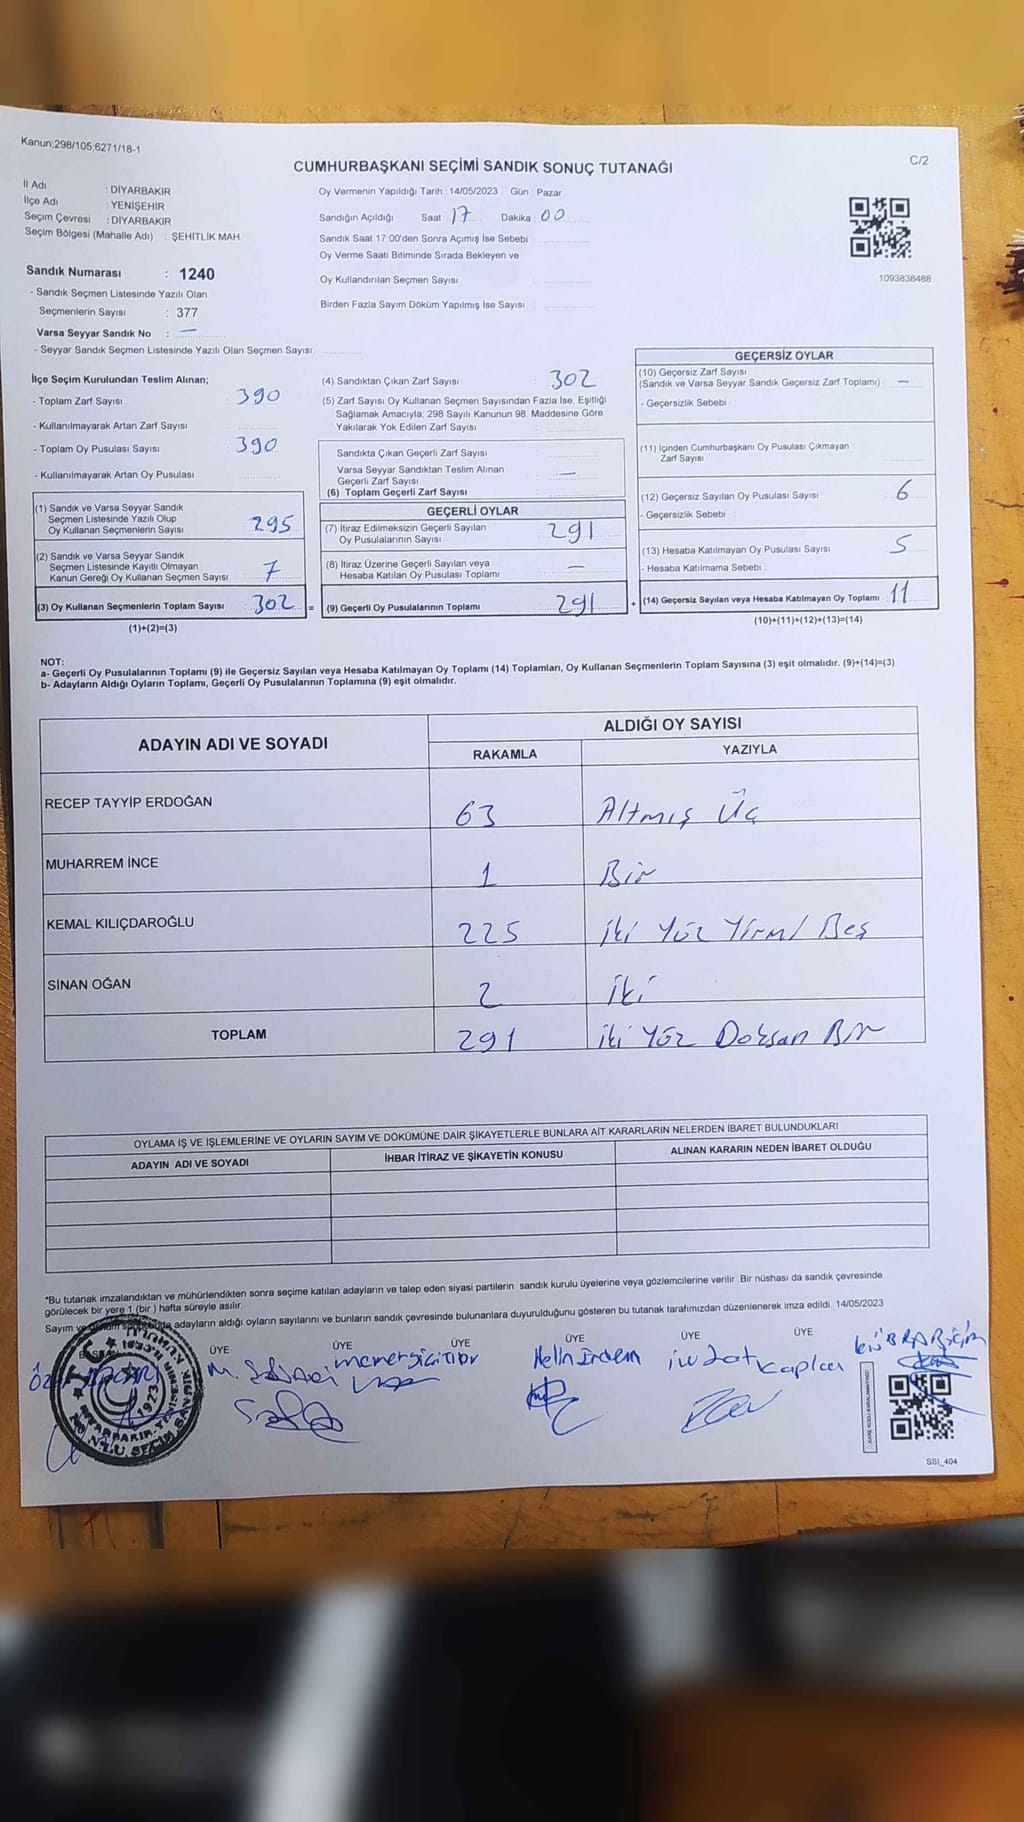 Kanun;298/105;6271/18-1
C/2
CUMHURBAŞKANI SEÇİMİ SANDIK SONUÇ TUTANAĞI
İl Adı : DİYARBAKIR
İlçe Adı : YENİŞEHİR
Seçim Çevresi : DİYARBAKIR
Seçim Bölgesi (Mahalle Adı) : ŞEHİTLİK MAH.
Oy Vermenin Yapıldığı Tarih : 14/05/2023 Gün : Pazar
Sandığın Açıldığı Saat : 17 Dakika : 00
Sandık Saat 17:00'den Sonra Açımış İse Sebebi :
Oy Verme Saati Bitiminde Sırada Bekleyen ve
Oy Kullandırılan Seçmen Sayısı :
Birden Fazla Sayım Döküm Yapılmış İse Sayısı :
1093838488
Sandık Numarası : 1240
- Sandık Seçmen Listesinde Yazılı Olan
Seçmenlerin Sayısı : 377
Varsa Seyyar Sandık No : —
- Seyyar Sandık Seçmen Listesinde Yazılı Olan Seçmen Sayısı:
İlçe Seçim Kurulundan Teslim Alınan;
- Toplam Zarf Sayısı : 390
- Kullanılmayarak Artan Zarf Sayısı :
- Toplam Oy Pusulası Sayısı : 390
- Kullanılmayarak Artan Oy Pusulası :
(1) Sandık ve Varsa Seyyar Sandık
Seçmen Listesinde Yazılı Olup
Oy Kullanan Seçmenlerin Sayısı : 295
(2) Sandık ve Varsa Seyyar Sandık
Seçmen Listesinde Kayıtlı Olmayan
Kanun Gereği Oy Kullanan Seçmen Sayısı : 7
(3) Oy Kullanan Seçmenlerin Toplam Sayısı : 302 =
(1)+(2)=(3)
(4) Sandıktan Çıkan Zarf Sayısı : 302
(5) Zarf Sayısı Oy Kullanan Seçmen Sayısından Fazla İse, Eşitliği
Sağlamak Amacıyla; 298 Sayılı Kanunun 98. Maddesine Göre
Yakılarak Yok Edilen Zarf Sayısı :
Sandıkta Çıkan Geçerli Zarf Sayısı :
Varsa Seyyar Sandıktan Teslim Alınan
Geçerli Zarf Sayısı : —
(6) Toplam Geçerli Zarf Sayısı :
GEÇERLİ OYLAR
(7) İtiraz Edilmeksizin Geçerli Sayılan
Oy Pusulalarının Sayısı : 291
(8) İtiraz Üzerine Geçerli Sayılan veya
Hesaba Katılan Oy Pusulası Toplamı : —
(9) Geçerli Oy Pusulalarının Toplamı : 291 +
GEÇERSİZ OYLAR
(10) Geçersiz Zarf Sayısı
(Sandık ve Varsa Seyyar Sandık Geçersiz Zarf Toplamı) : —
- Geçersizlik Sebebi :
(11) İçinden Cumhurbaşkanı Oy Pusulası Çıkmayan
Zarf Sayısı :
(12) Geçersiz Sayılan Oy Pusulası Sayısı : 6
- Geçersizlik Sebebi :
(13) Hesaba Katılmayan Oy Pusulası Sayısı : 5
- Hesaba Katılmama Sebebi :
(14) Geçersiz Sayılan veya Hesaba Katılmayan Oy Toplamı : 11
(10)+(11)+(12)+(13)=(14)
NOT:
a- Geçerli Oy Pusulalarının Toplamı (9) ile Geçersiz Sayılan veya Hesaba Katılmayan Oy Toplamı (14) Toplamları, Oy Kullanan Seçmenlerin Toplam Sayısına (3) eşit olmalıdır. (9)+(14)=(3)
b- Adayların Aldığı Oyların Toplamı, Geçerli Oy Pusulalarının Toplamına (9) eşit olmalıdır.
ADAYIN ADI VE SOYADI
ALDIĞI OY SAYISI
RAKAMLA YAZIYLA
RECEP TAYYİP ERDOĞAN 63 Altmış Üç
MUHARREM İNCE 1 Bir
KEMAL KILIÇDAROĞLU 225 İki Yüz Yirmi Beş
SİNAN OĞAN 2 İki
TOPLAM 291 İki Yüz Doksan Bir
OYLAMA İŞ VE İŞLEMLERİNE VE OYLARIN SAYIM VE DÖKÜMÜNE DAİR ŞİKAYETLERLE BUNLARA AİT KARARLARIN NELERDEN İBARET BULUNDUKLARI
ADAYIN ADI VE SOYADI
İHBAR İTİRAZ VE ŞİKAYETİN KONUSU
ALINAN KARARIN NEDEN İBARET OLDUĞU
*Bu tutanak imzalandıktan ve mühürlendikten sonra seçime katılan adayların ve talep eden siyasi partilerin sandık kurulu üyelerine veya gözlemcilerine verilir. Bir nüshası da sandık çevresinde
görülecek bir yere 1 (bir) hafta süreyle asılır.
Sayım ve adayların aldığı oyların sayılarını ve bunların sandık çevresinde bulunanlara duyurulduğunu gösteren bu tutanak tarafımızdan düzenlenerek imza edildi. 14/05/2023
ÜYE ÜYE ÜYE ÜYE ÜYE ÜYE
Helin Erdem
Kaplan
T.C.
1923
SSİ_404